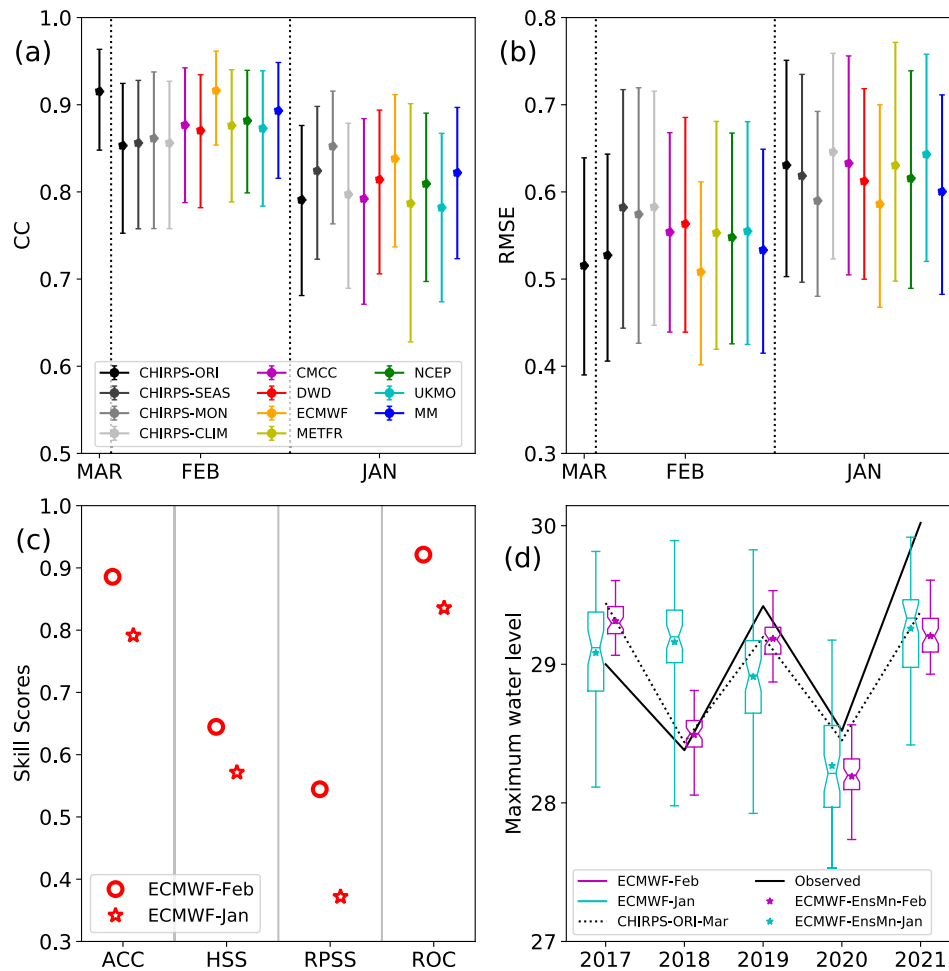 (a)
CC
1.0
0.9
0.8
0.7
0.6
0.5
MAR FEB JAN
CHIRPS-ORI CMCC NCEP
CHIRPS-SEAS DWD UKMO
CHIRPS-MON ECMWF MM
CHIRPS-CLIM METFR
(b)
RMSE
0.8
0.7
0.6
0.5
0.4
0.3
MAR FEB JAN
(c)
Skill Scores
1.0
0.9
0.8
0.7
0.6
0.5
0.4
0.3
ECMWF-Feb
ECMWF-Jan
ACC HSS RPSS ROC
(d)
Maximum water level
30
29
28
27
ECMWF-Feb Observed
ECMWF-Jan ECMWF-EnsMn-Feb
CHIRPS-ORI-Mar ECMWF-EnsMn-Jan
2017 2018 2019 2020 2021